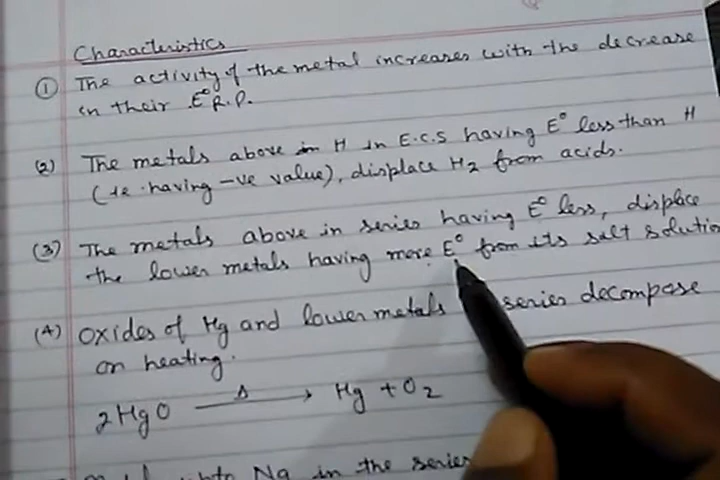 Characteristics
(1) The activity of the metal increases with the decrease
in their E° R.P.
(2) The metals above in H in E.C.S having E° less than H
(ie. having -ve value), displace H2 from acids.
(3) The metals above in series having E° less, displace
the lower metals having more E° from its salt solution
(4) Oxides of Hg and lower metals series decompose
on heating.
2HgO —Δ→ Hg + O2
upto Na in the series